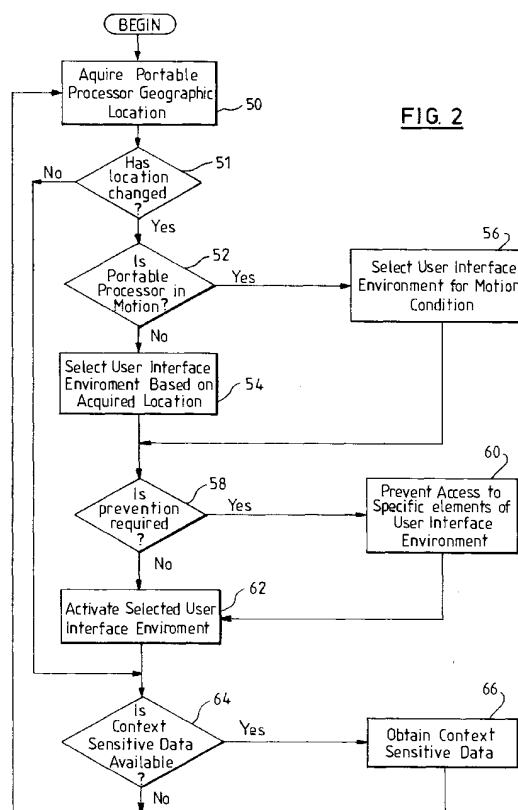 BEGIN
Aquire Portable
Processor Geographic
Location
50
FIG. 2
No
Has
location
changed
?
51
Yes
Is
Portable
Processor in
Motion?
52
Yes
Select User Interface
Environment for Motion
Condition
56
No
Select User Interface
Enviroment Based on
Acquired Location
54
Is
prevention
required
?
58
Yes
Prevent Access to
Specific elements of
User Interface
Environment
60
No
62
Activate Selected User
Interface Enviroment
Is
Context
Sensitive Data
Available
?
64
Yes
Obtain Context
Sensitive Data
66
No